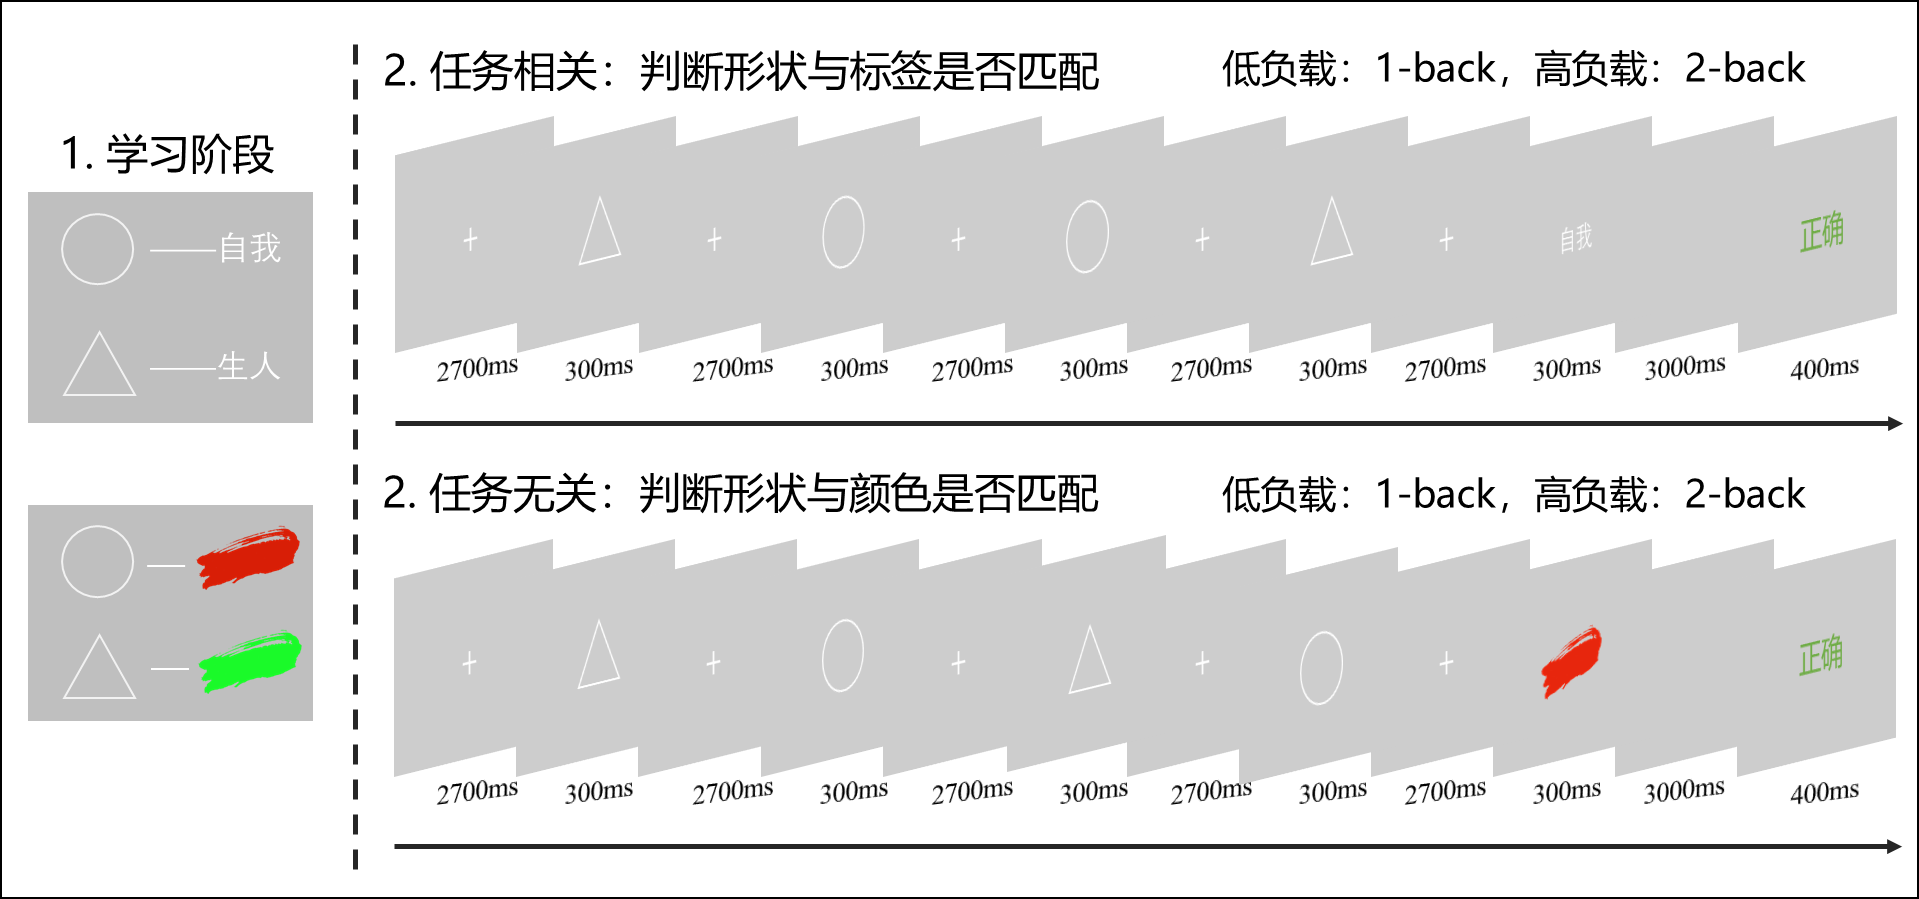 1. 学习阶段
自我
生人
2. 任务相关：判断形状与标签是否匹配
低负载：1-back，高负载：2-back
+
+
+
+
+
自我
正确
2700ms
300ms
2700ms
300ms
2700ms
300ms
2700ms
300ms
2700ms
300ms
3000ms
400ms
2. 任务无关：判断形状与颜色是否匹配
低负载：1-back，高负载：2-back
+
+
+
+
+
正确
2700ms
300ms
2700ms
300ms
2700ms
300ms
2700ms
300ms
2700ms
300ms
3000ms
400ms